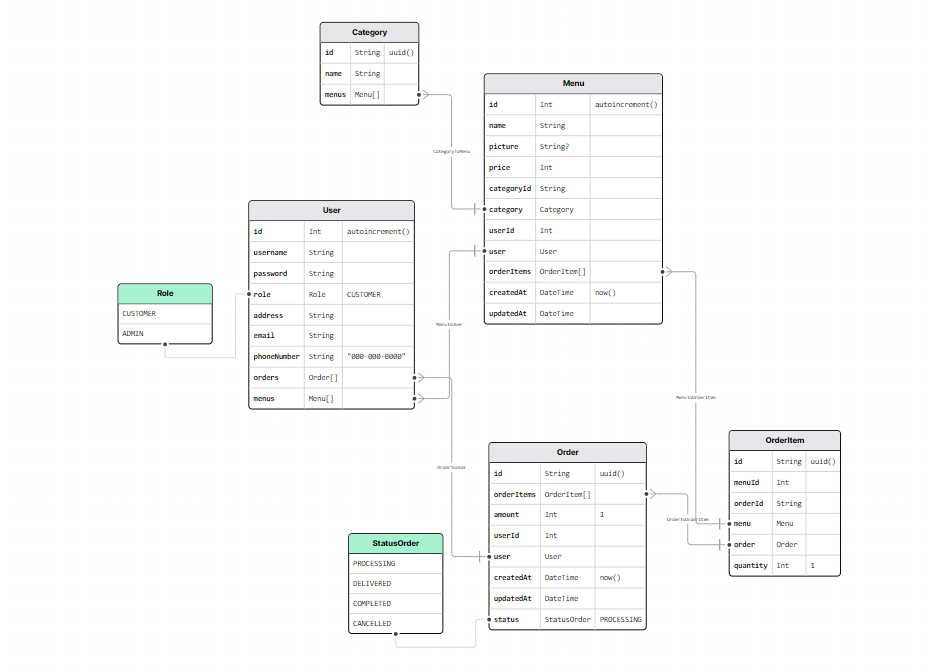 Category
id String uuid()
name String
menus Menu[]
Menu
id Int autoincrement()
name String
picture String?
price Int
categoryId String
category Category
userId Int
user User
orderItems OrderItem[]
createdAt DateTime now()
updatedAt DateTime
CategoryToMenu
User
id Int autoincrement()
username String
password String
role Role CUSTOMER
address String
email String
phoneNumber String "000-000-0000"
orders Order[]
menus Menu[]
Role
CUSTOMER
ADMIN
MenuToUser
MenuToOrderItem
OrderToUser
Order
id String uuid()
orderItems OrderItem[]
amount Int 1
userId Int
user User
createdAt DateTime now()
updatedAt DateTime
status StatusOrder PROCESSING
OrderItem
id String uuid()
menuId Int
orderId String
menu Menu
order Order
quantity Int 1
OrderToOrderItem
StatusOrder
PROCESSING
DELIVERED
COMPLETED
CANCELLED